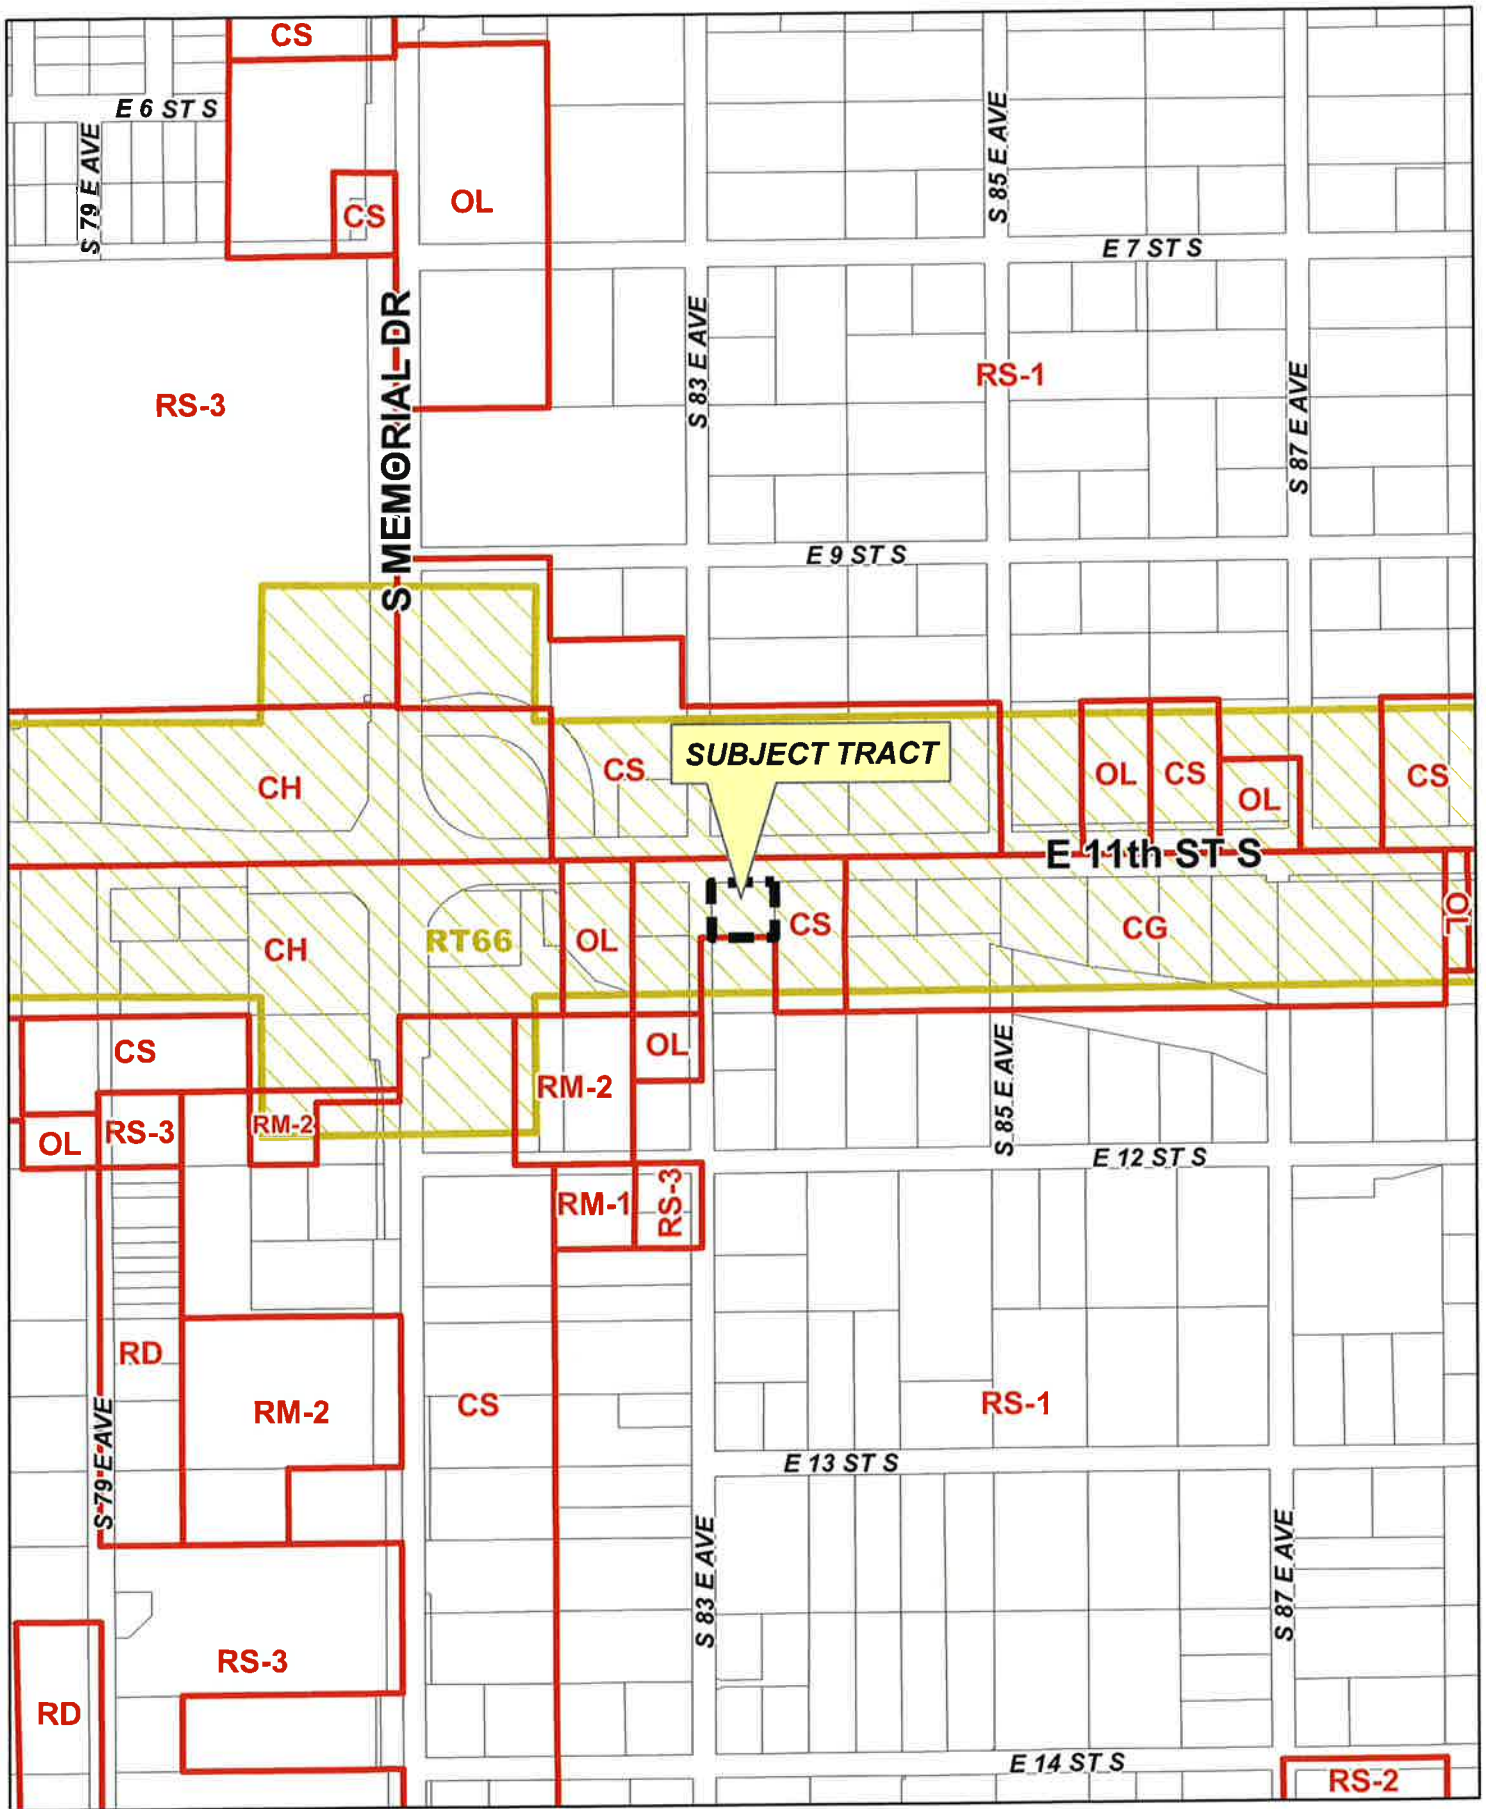 CS
E 6 ST S
S 79 E AVE
CS
OL
S 85 E AVE
E 7 ST S
S MEMORIAL DR
S 83 E AVE
RS-3
RS-1
S 87 E AVE
E 9 ST S
SUBJECT TRACT
CH
CS
OL
CS
OL
CS
E 11th ST S
CH
RT66
OL
CS
CG
OL
CS
OL
RM-2
S 85 E AVE
OL
RS-3
RM-2
E 12 ST S
RM-1
RS-3
RD
RM-2
CS
RS-1
S 79 E AVE
E 13 ST S
S 83 E AVE
S 87 E AVE
RS-3
RD
E 14 ST S
RS-2